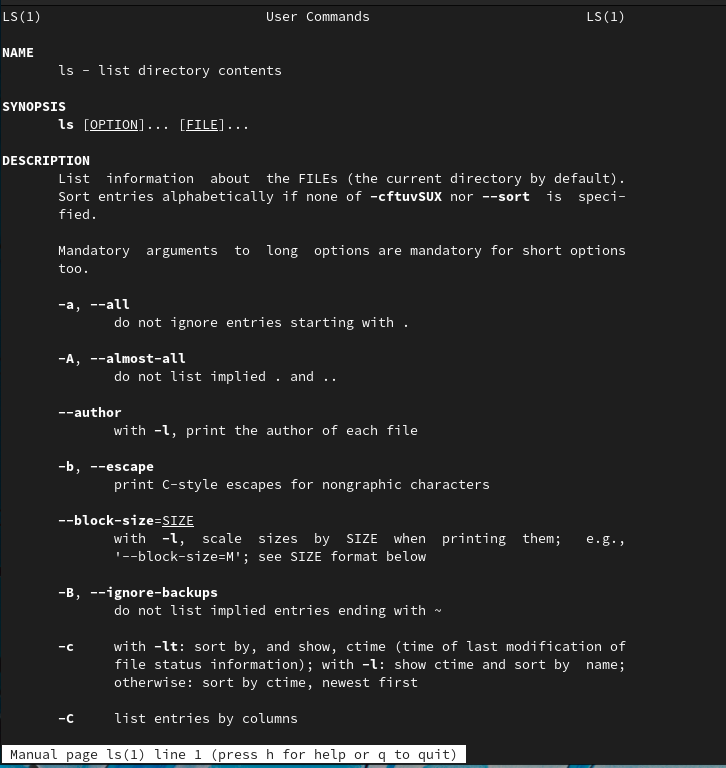 LS(1) User Commands LS(1)
NAME
ls - list directory contents
SYNOPSIS
ls [OPTION]... [FILE]...
DESCRIPTION
List information about the FILEs (the current directory by default).
Sort entries alphabetically if none of -cftuvSUX nor --sort is speci-
fied.
Mandatory arguments to long options are mandatory for short options
too.
-a, --all
do not ignore entries starting with .
-A, --almost-all
do not list implied . and ..
--author
with -l, print the author of each file
-b, --escape
print C-style escapes for nongraphic characters
--block-size=SIZE
with -l, scale sizes by SIZE when printing them; e.g.,
'--block-size=M'; see SIZE format below
-B, --ignore-backups
do not list implied entries ending with ~
-c with -lt: sort by, and show, ctime (time of last modification of
file status information); with -l: show ctime and sort by name;
otherwise: sort by ctime, newest first
-C list entries by columns
Manual page ls(1) line 1 (press h for help or q to quit)